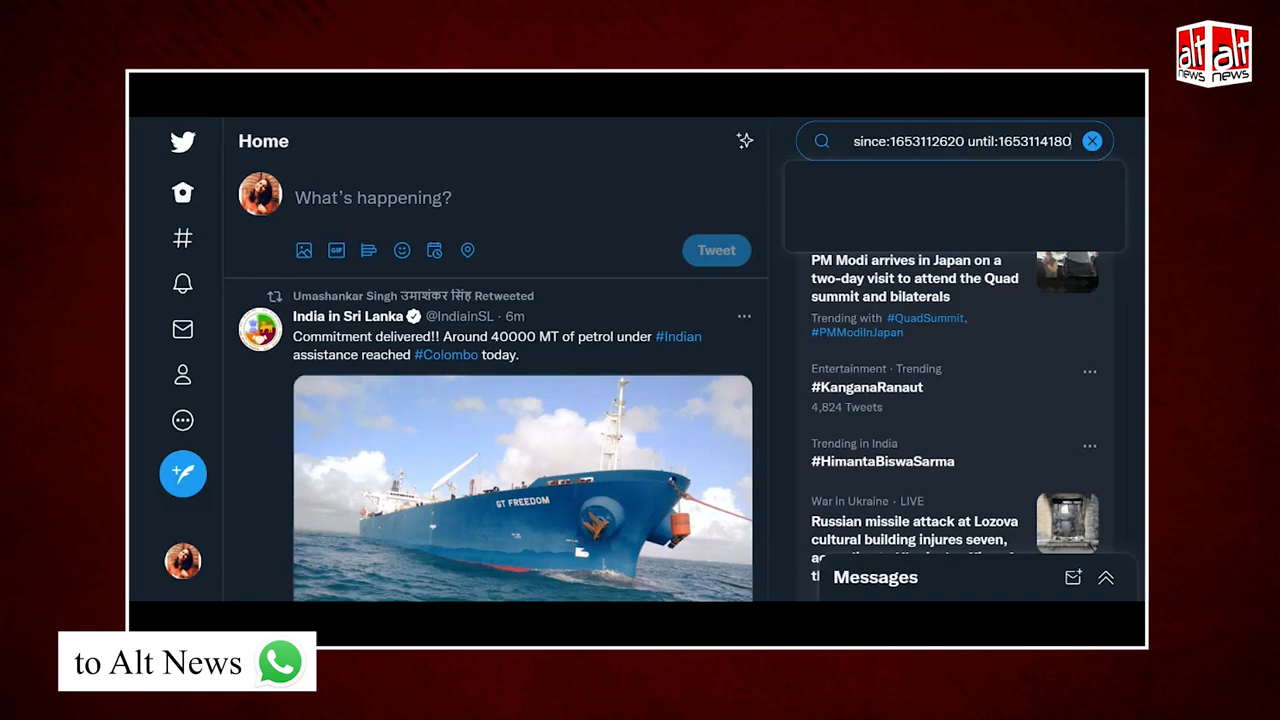 alt alt
news news
Home
since:1653112620 until:1653114180
What's happening?
GIF
Tweet
Umashankar Singh उमाशंकर सिंह Retweeted
India in Sri Lanka @IndiainSL · 6m
Commitment delivered!! Around 40000 MT of petrol under #Indian
assistance reached #Colombo today.
GT FREEDOM
PM Modi arrives in Japan on a
two-day visit to attend the Quad
summit and bilaterals
Trending with #QuadSummit,
#PMModiInJapan
Entertainment · Trending
#KanganaRanaut
4,824 Tweets
Trending in India
#HimantaBiswaSarma
War in Ukraine · LIVE
Russian missile attack at Lozova
cultural building injures seven,
Messages
to Alt News